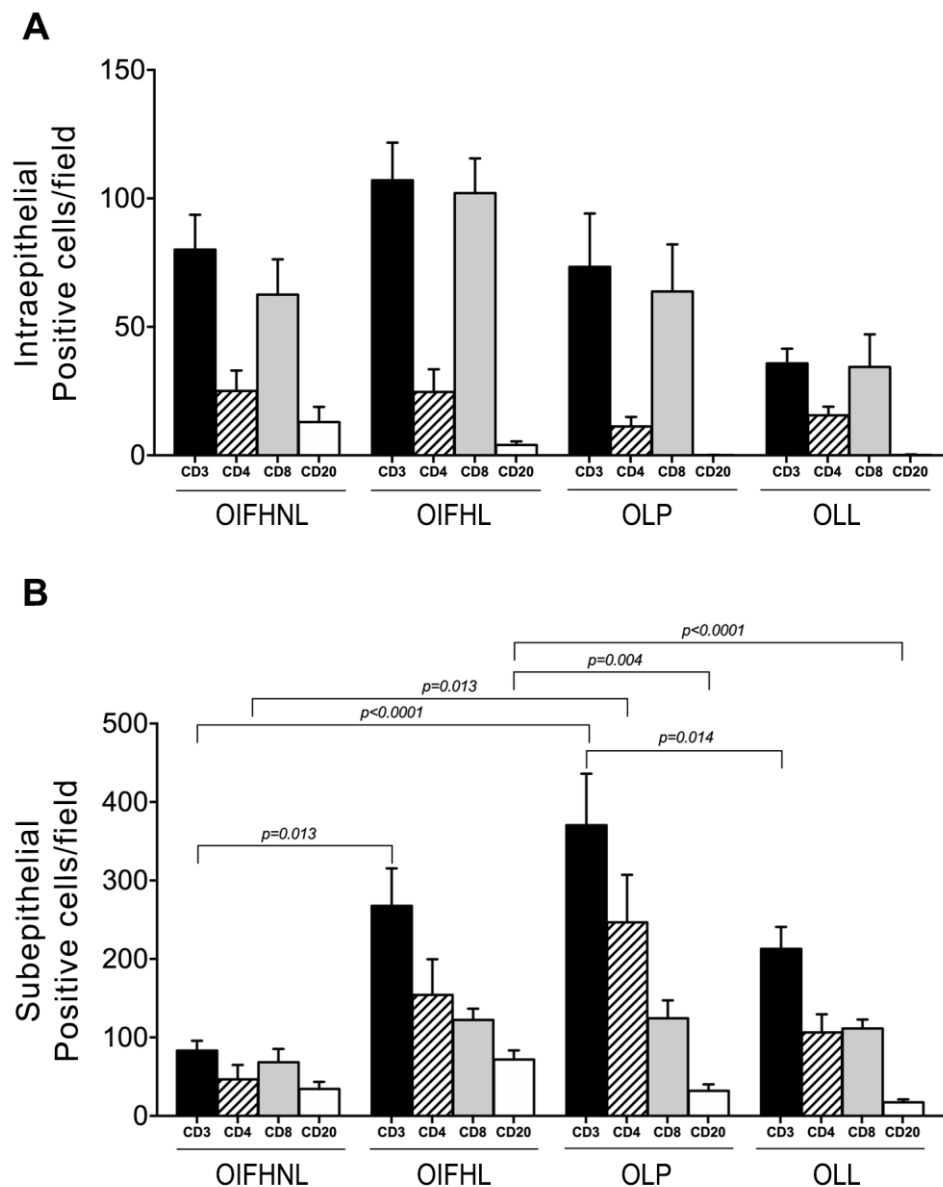 A
Intraepithelial
Positive cells/field
150
100
50
0
CD3 CD4 CD8 CD20 CD3 CD4 CD8 CD20 CD3 CD4 CD8 CD20 CD3 CD4 CD8 CD20
OIFHNL OIFHL OLP OLL
B
Subepithelial
Positive cells/field
p<0.0001
p=0.004
p=0.013
p<0.0001
p=0.014
p=0.013
500
400
300
200
100
0
CD3 CD4 CD8 CD20 CD3 CD4 CD8 CD20 CD3 CD4 CD8 CD20 CD3 CD4 CD8 CD20
OIFHNL OIFHL OLP OLL